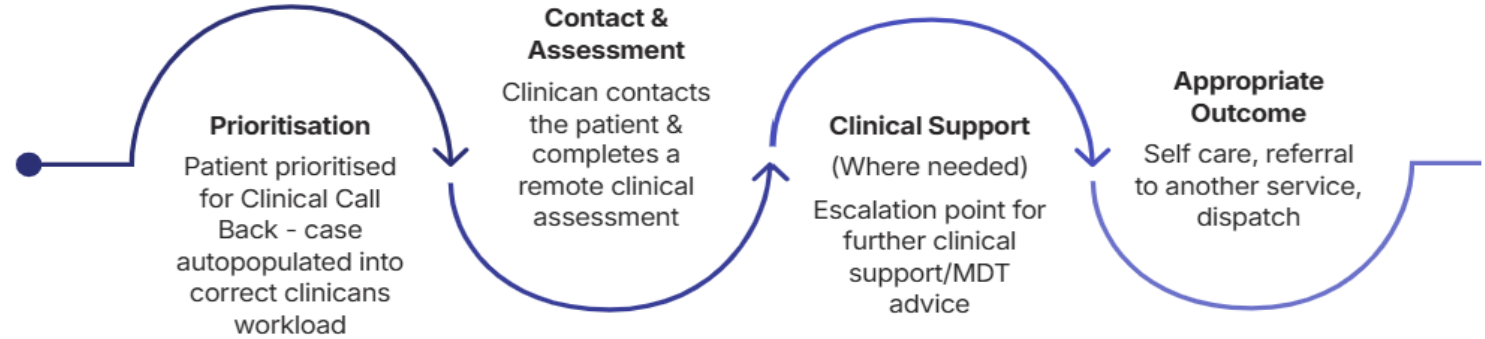 Prioritisation
Patient prioritised
for Clinical Call
Back - case
autopopulated into
correct clinicans
workload
Contact &
Assessment
Clinican contacts
the patient &
completes a
remote clinical
assessment
Clinical Support
(Where needed)
Escalation point for
further clinical
support/MDT
advice
Appropriate
Outcome
Self care, referral
to another service,
dispatch